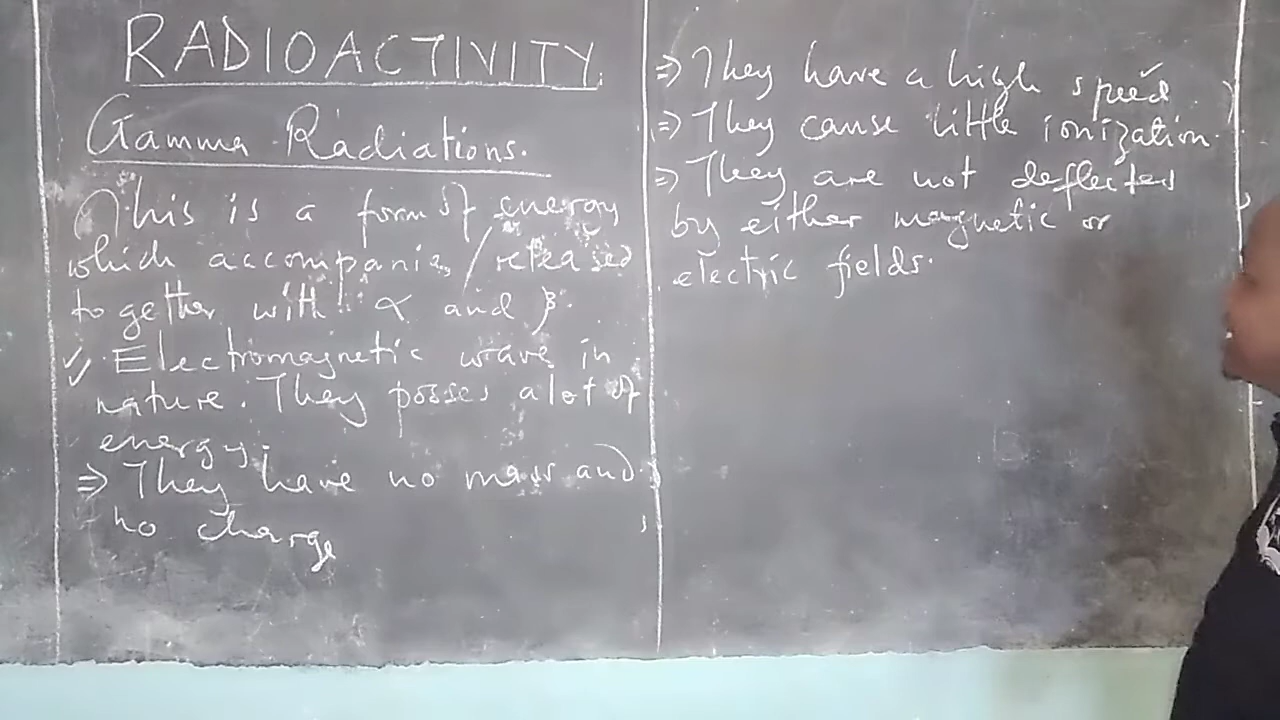 RADIOACTIVITY.
Gamma Radiations.
This is a form of energy
which accompanies/released
together with α and β.
✓ Electromagnetic wave in
nature. They posses a lot of
energy.
⇒ They have no mass and
no charge
⇒ They have a high speed.
⇒ They cause little ionization.
⇒ They are not deflected
by either magnetic or
electric fields.